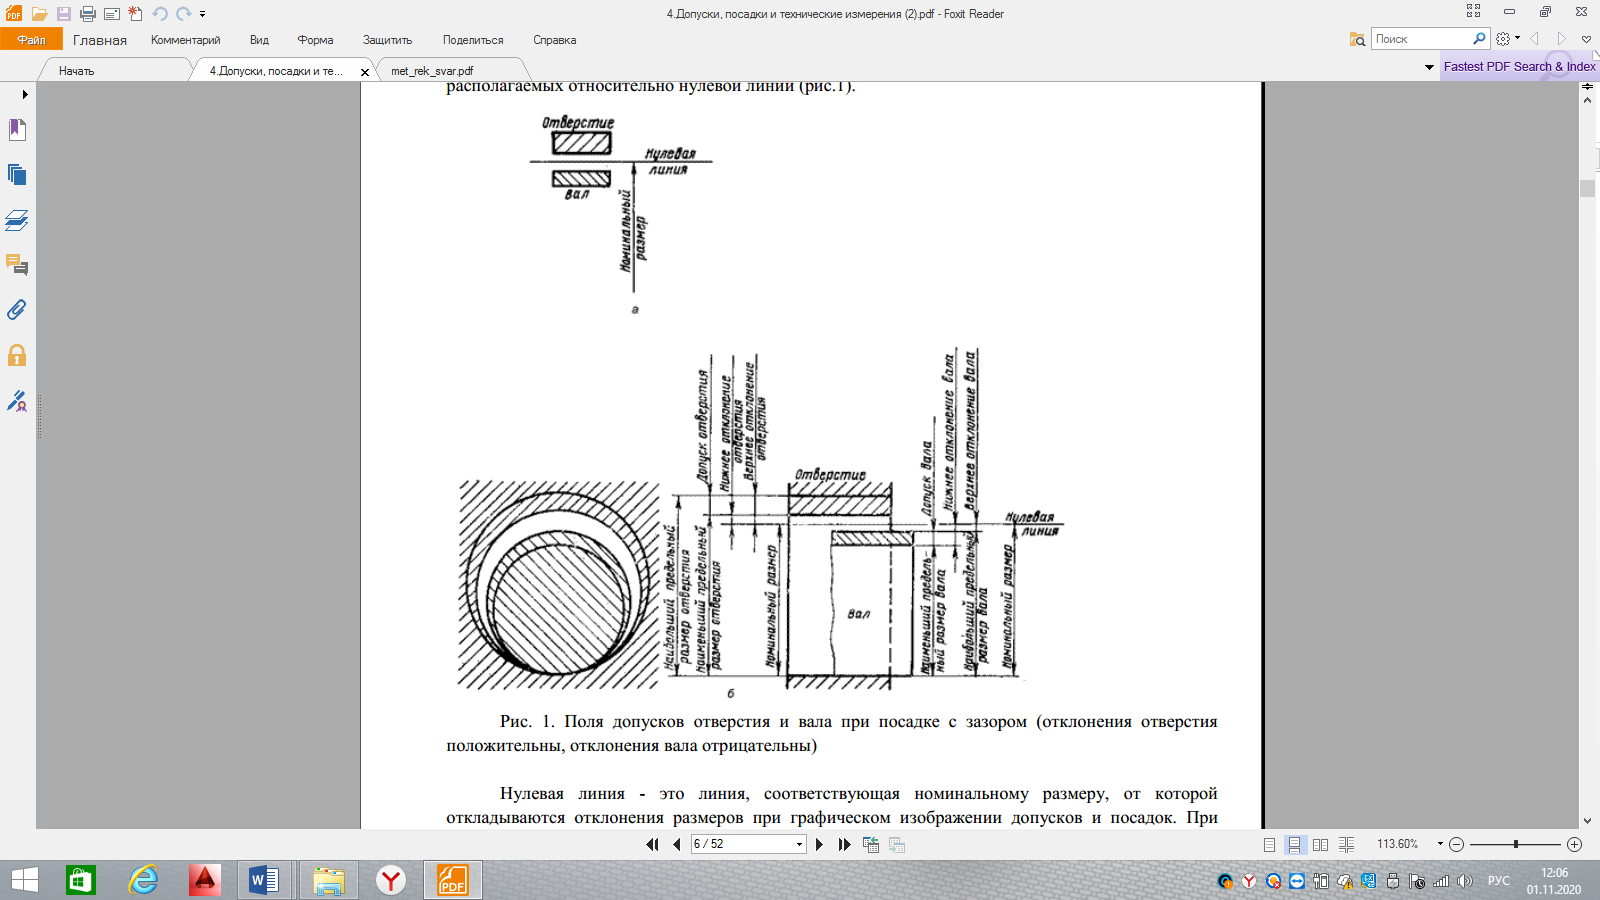 4.Допуски, посадки и технические измерения (2).pdf - Foxit Reader
Файл
Главная
Комментарий
Вид
Форма
Защитить
Поделиться
Справка
Поиск
Начать
4.Допуски, посадки и те...
met_rek_svar.pdf
Fastest PDF Search & Index
располагаемых относительно нулевой линии (рис.1).
Отверстие
Нулевая
линия
Вал
Номинальный
размер
а
Допуск отверстия
Нижнее отклонение
отверстия
Верхнее отклонение
отверстия
Отверстие
Допуск вала
Нижнее отклонение вала
Верхнее отклонение вала
Нулевая
линия
Наибольший предельный
размер отверстия
Наименьший предельный
размер отверстия
Номинальный размер
Вал
Наименьший предель-
ный размер вала
Наибольший предельный
размер вала
Номинальный размер
б
Рис. 1. Поля допусков отверстия и вала при посадке с зазором (отклонения отверстия
положительны, отклонения вала отрицательны)
Нулевая линия - это линия, соответствующая номинальному размеру, от которой
откладываются отклонения размеров при графическом изображении допусков и посадок. При
6 / 52
113.60%
PDF
РУС
12:06
01.11.2020